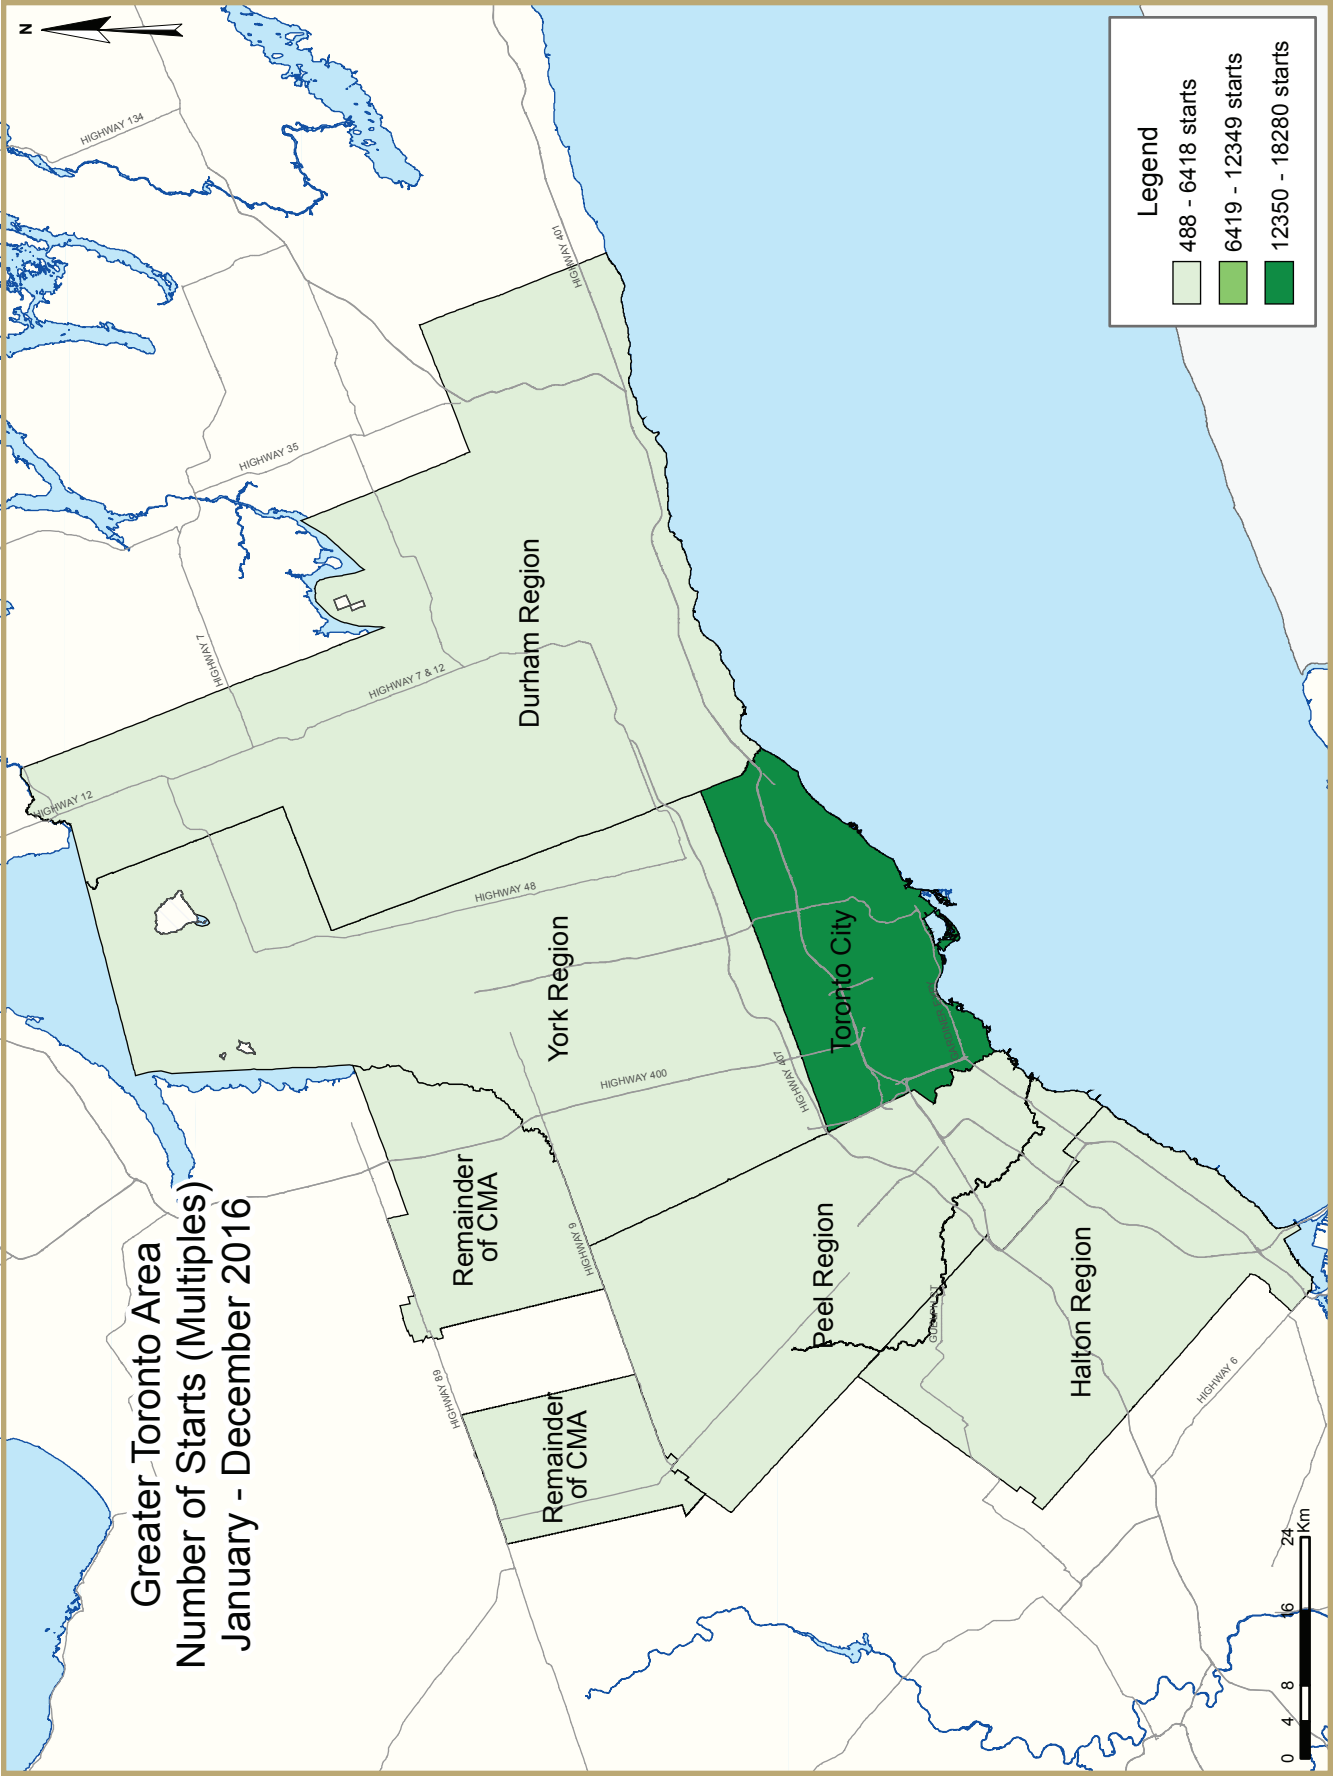 Greater Toronto Area
Number of Starts (Multiples)
January - December 2016
N
HIGHWAY 134
HIGHWAY 401
HIGHWAY 35
HIGHWAY 7
HIGHWAY 7 & 12
HIGHWAY 12
Durham Region
HIGHWAY 48
York Region
HIGHWAY 400
HIGHWAY 407
Toronto City
Remainder
of CMA
HIGHWAY 9
HIGHWAY 89
Remainder
of CMA
Peel Region
Halton Region
HIGHWAY 6
Legend
488 - 6418 starts
6419 - 12349 starts
12350 - 18280 starts
0 4 8 16 24
Km